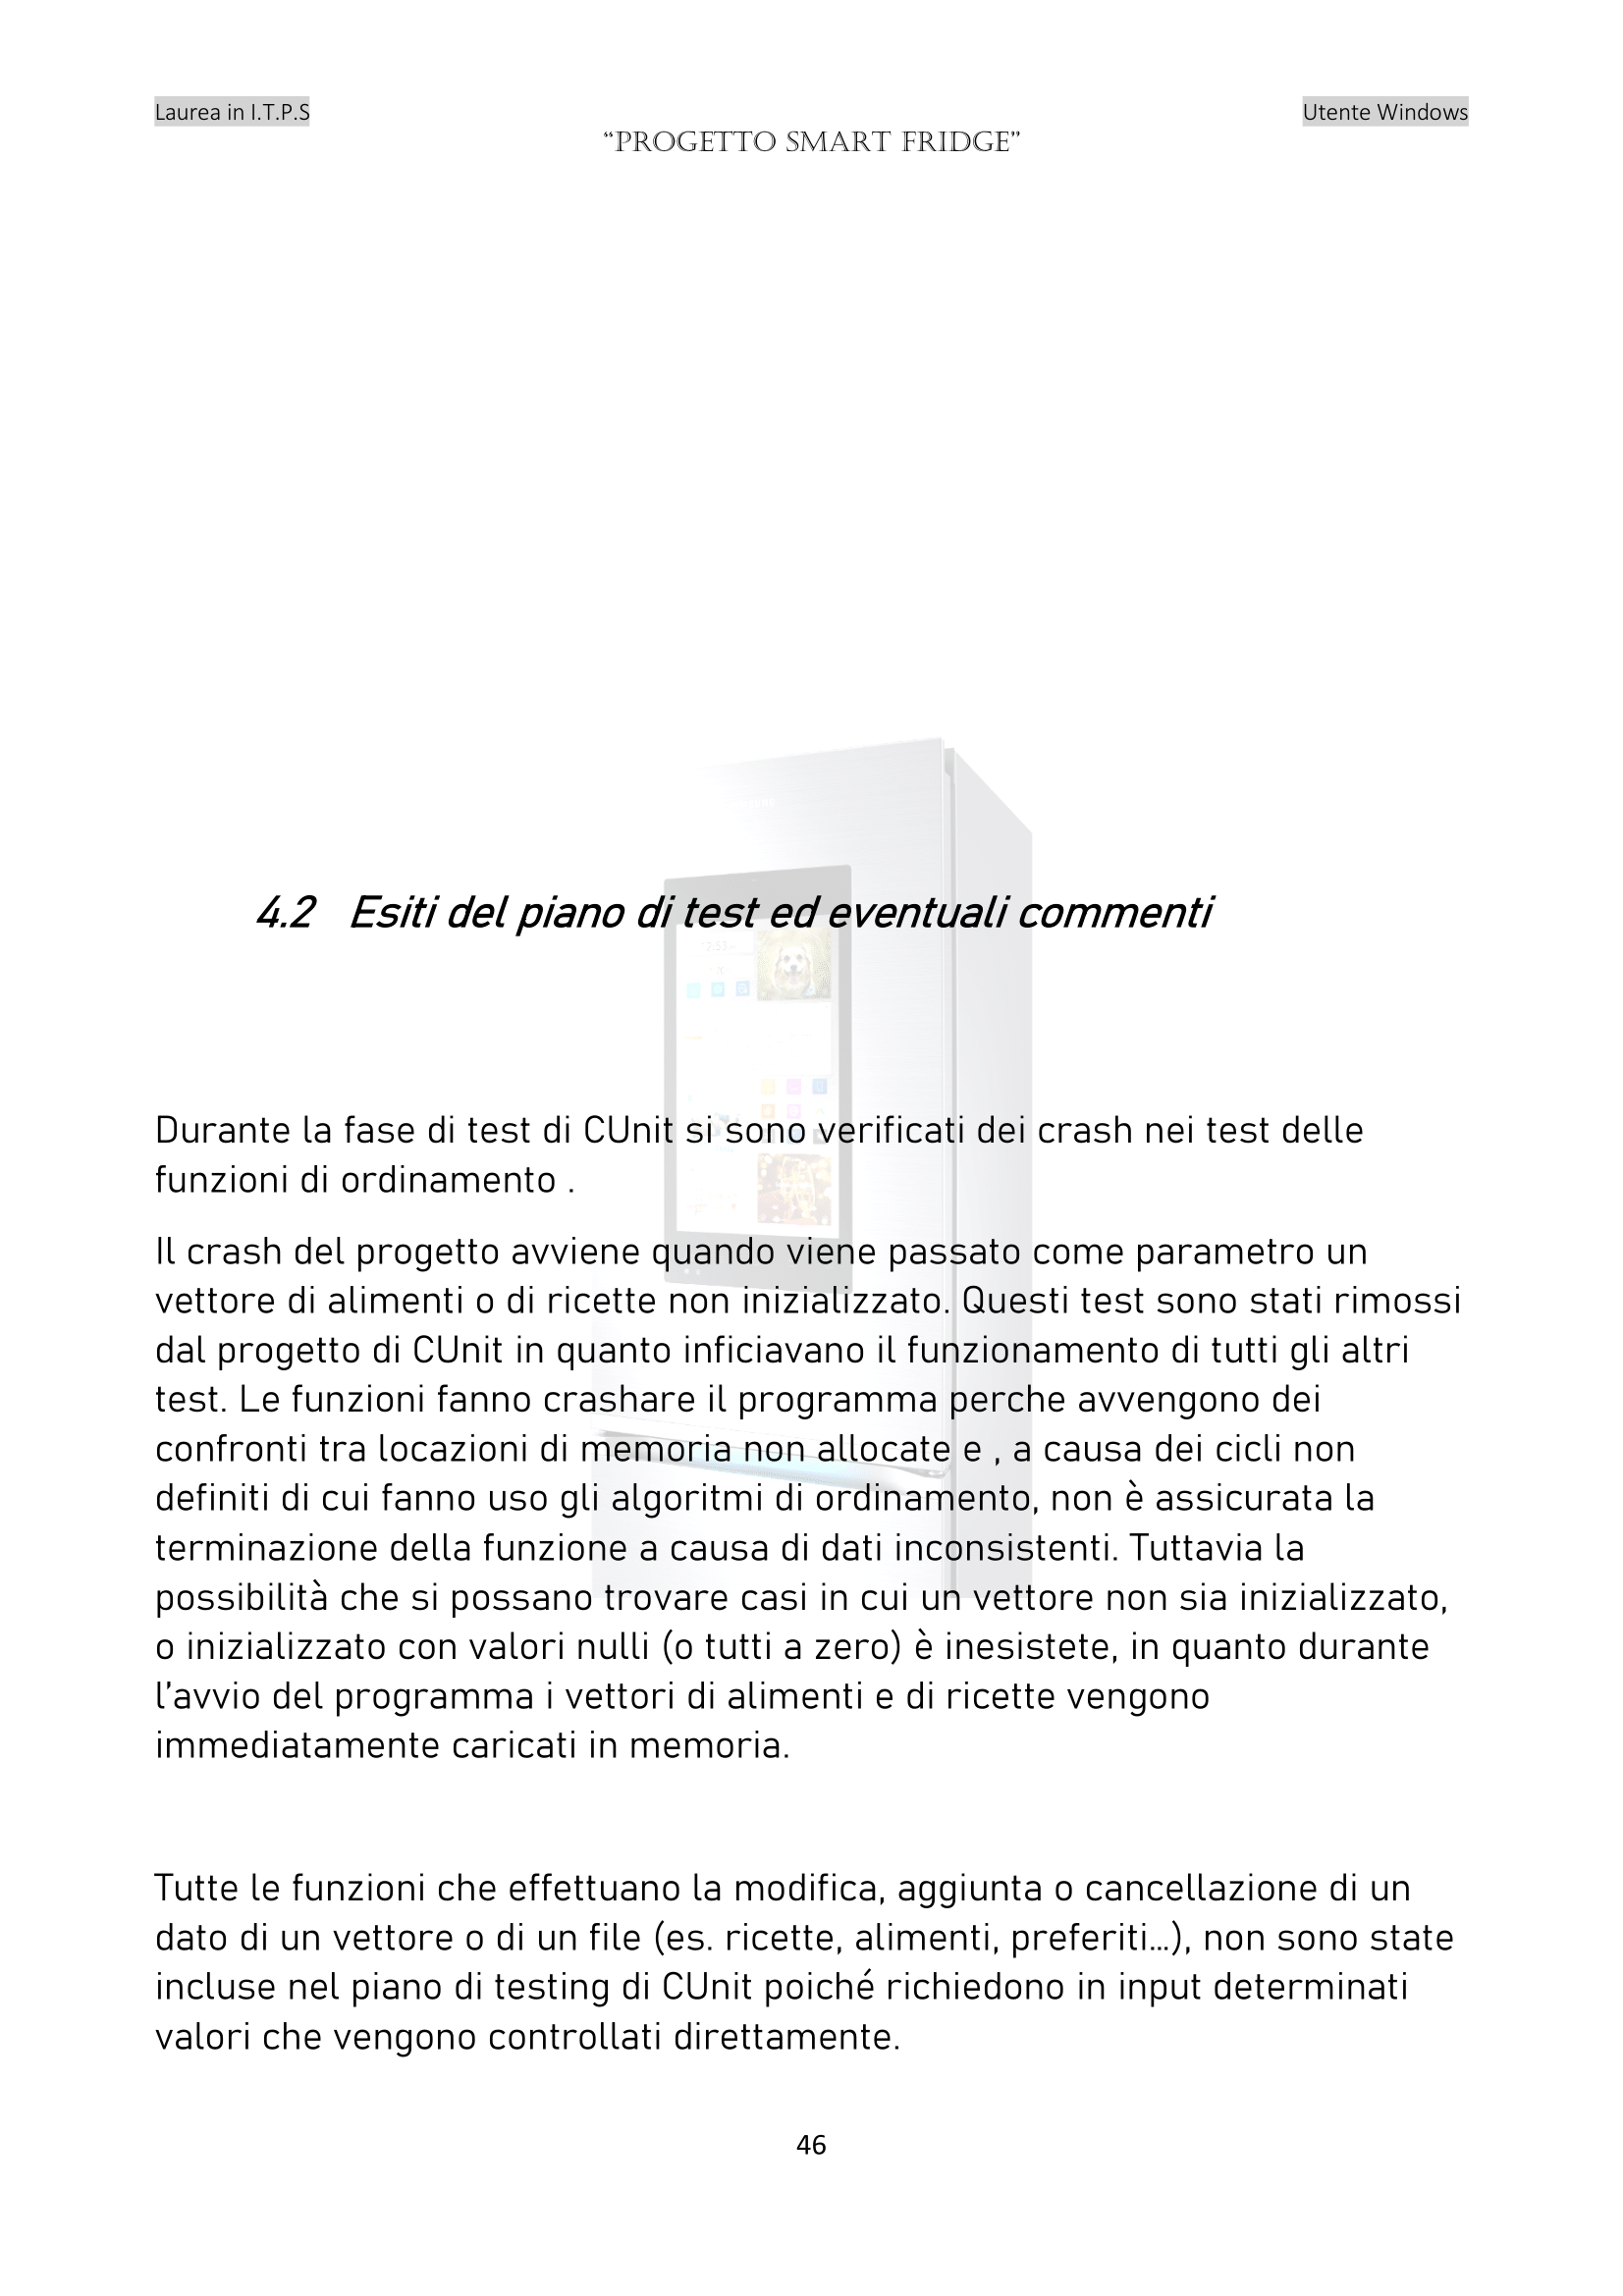 Laurea in I.T.P.S
Utente Windows
“PROGETTO SMART FRIDGE”
4.2 Esiti del piano di test ed eventuali commenti
Durante la fase di test di CUnit si sono verificati dei crash nei test delle
funzioni di ordinamento .
Il crash del progetto avviene quando viene passato come parametro un
vettore di alimenti o di ricette non inizializzato. Questi test sono stati rimossi
dal progetto di CUnit in quanto inficiavano il funzionamento di tutti gli altri
test. Le funzioni fanno crashare il programma perche avvengono dei
confronti tra locazioni di memoria non allocate e , a causa dei cicli non
definiti di cui fanno uso gli algoritmi di ordinamento, non è assicurata la
terminazione della funzione a causa di dati inconsistenti. Tuttavia la
possibilità che si possano trovare casi in cui un vettore non sia inizializzato,
o inizializzato con valori nulli (o tutti a zero) è inesistete, in quanto durante
l’avvio del programma i vettori di alimenti e di ricette vengono
immediatamente caricati in memoria.
Tutte le funzioni che effettuano la modifica, aggiunta o cancellazione di un
dato di un vettore o di un file (es. ricette, alimenti, preferiti…), non sono state
incluse nel piano di testing di CUnit poiché richiedono in input determinati
valori che vengono controllati direttamente.
46